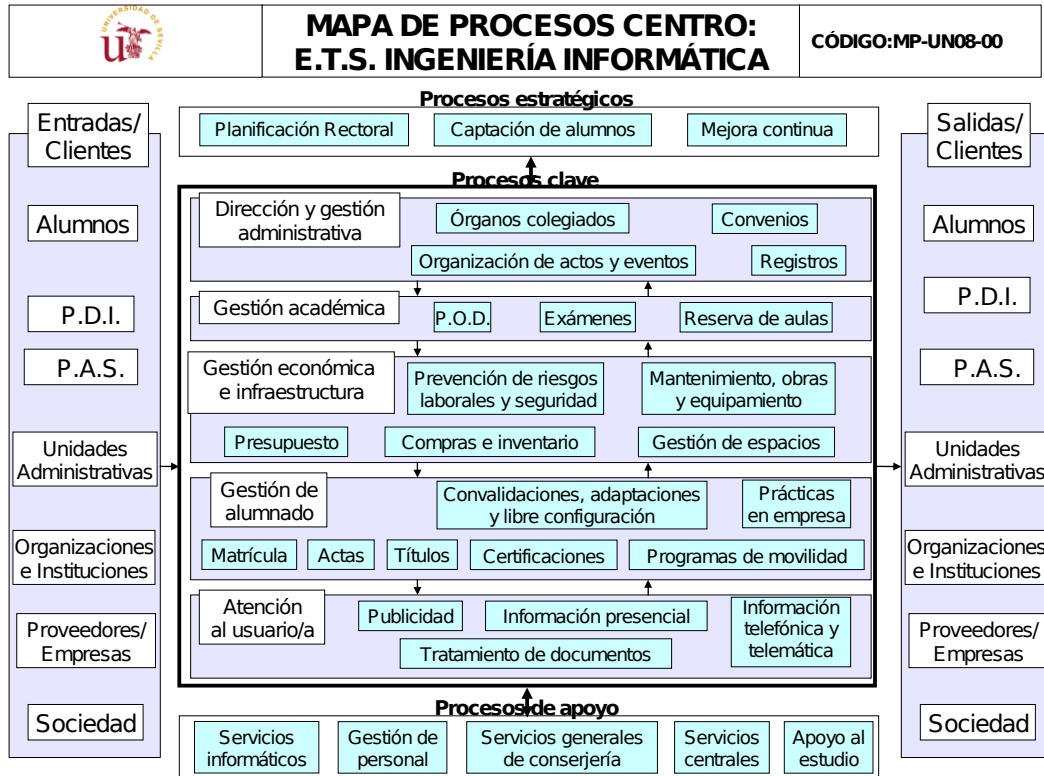 UNIVERSIDAD DE SEVILLA
MAPA DE PROCESOS CENTRO:
E.T.S. INGENIERÍA INFORMÁTICA
CÓDIGO:MP-UN08-00
Entradas/
Clientes
Alumnos
P.D.I.
P.A.S.
Unidades
Administrativas
Organizaciones
e Instituciones
Proveedores/
Empresas
Sociedad
Procesos estratégicos
Planificación Rectoral
Captación de alumnos
Mejora continua
Procesos clave
Dirección y gestión
administrativa
Órganos colegiados
Convenios
Organización de actos y eventos
Registros
Gestión académica
P.O.D.
Exámenes
Reserva de aulas
Gestión económica
e infraestructura
Prevención de riesgos
laborales y seguridad
Mantenimiento, obras
y equipamiento
Presupuesto
Compras e inventario
Gestión de espacios
Gestión de
alumnado
Convalidaciones, adaptaciones
y libre configuración
Prácticas
en empresa
Matrícula
Actas
Títulos
Certificaciones
Programas de movilidad
Atención
al usuario/a
Publicidad
Información presencial
Información
telefónica y
telemática
Tratamiento de documentos
Procesos de apoyo
Servicios
informáticos
Gestión de
personal
Servicios generales
de conserjería
Servicios
centrales
Apoyo al
estudio
Salidas/
Clientes
Alumnos
P.D.I.
P.A.S.
Unidades
Administrativas
Organizaciones
e Instituciones
Proveedores/
Empresas
Sociedad